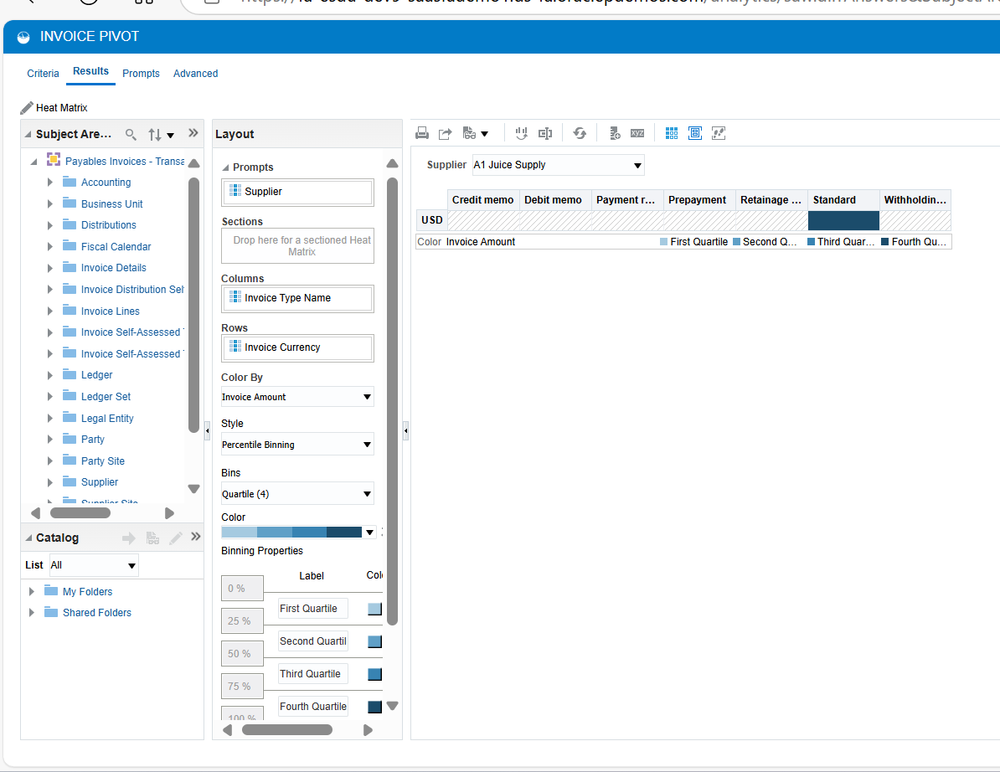 INVOICE PIVOT
Criteria Results Prompts Advanced
Heat Matrix
Subject Are...
Payables Invoices - Transa
Accounting
Business Unit
Distributions
Fiscal Calendar
Invoice Details
Invoice Distribution Sel
Invoice Lines
Invoice Self-Assessed
Invoice Self-Assessed
Ledger
Ledger Set
Legal Entity
Party
Party Site
Supplier
Supplier Site
Catalog
List All
My Folders
Shared Folders
Layout
Prompts
Supplier
Sections
Drop here for a sectioned Heat
Matrix
Columns
Invoice Type Name
Rows
Invoice Currency
Color By
Invoice Amount
Style
Percentile Binning
Bins
Quartile (4)
Color
Binning Properties
Label Col
0 %
First Quartile
25 %
Second Quartil
50 %
Third Quartile
75 %
Fourth Quartile
100 %
xyz
Supplier A1 Juice Supply
Credit memo Debit memo Payment r... Prepayment Retainage ... Standard Withholdin...
USD
Color Invoice Amount First Quartile Second Q... Third Quar... Fourth Qu...